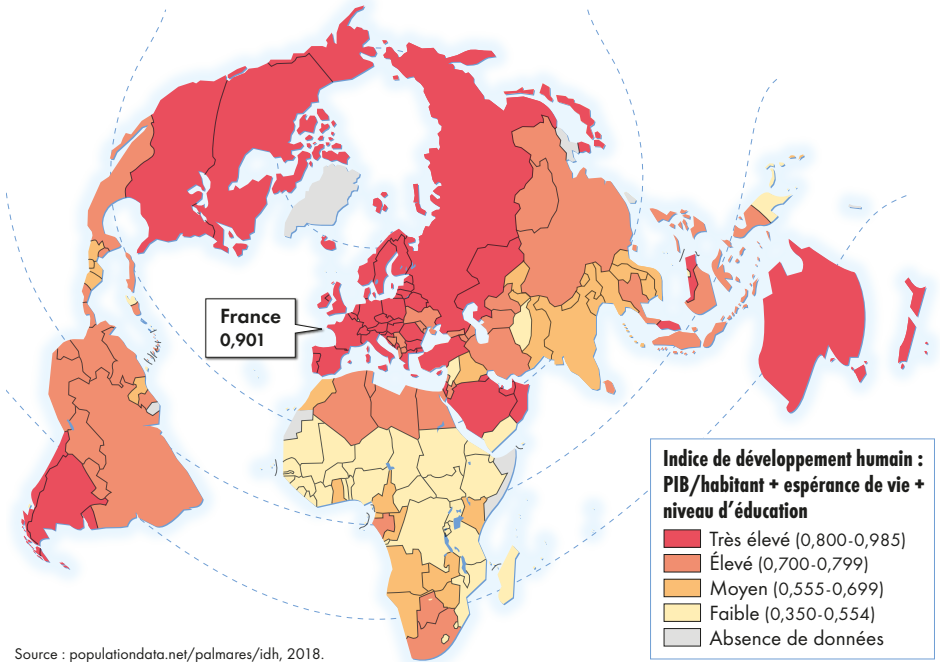 France
0,901
Indice de développement humain :
PIB/habitant + espérance de vie +
niveau d'éducation
Très élevé (0,800-0,985)
Élevé (0,700-0,799)
Moyen (0,555-0,699)
Faible (0,350-0,554)
Absence de données
Source : populationdata.net/palmares/idh, 2018.